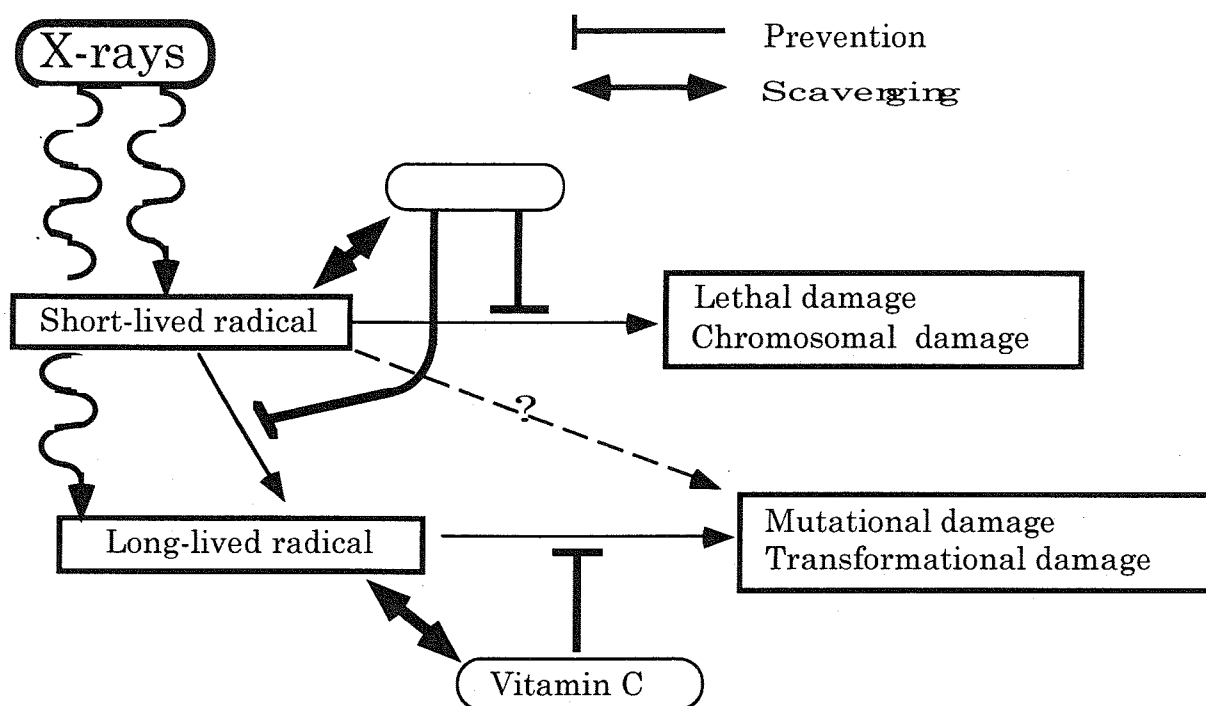 X-rays
Prevention
Scavenging
Short-lived radical
Lethal damage
Chromosomal damage
?
Long-lived radical
Mutational damage
Transformational damage
Vitamin C